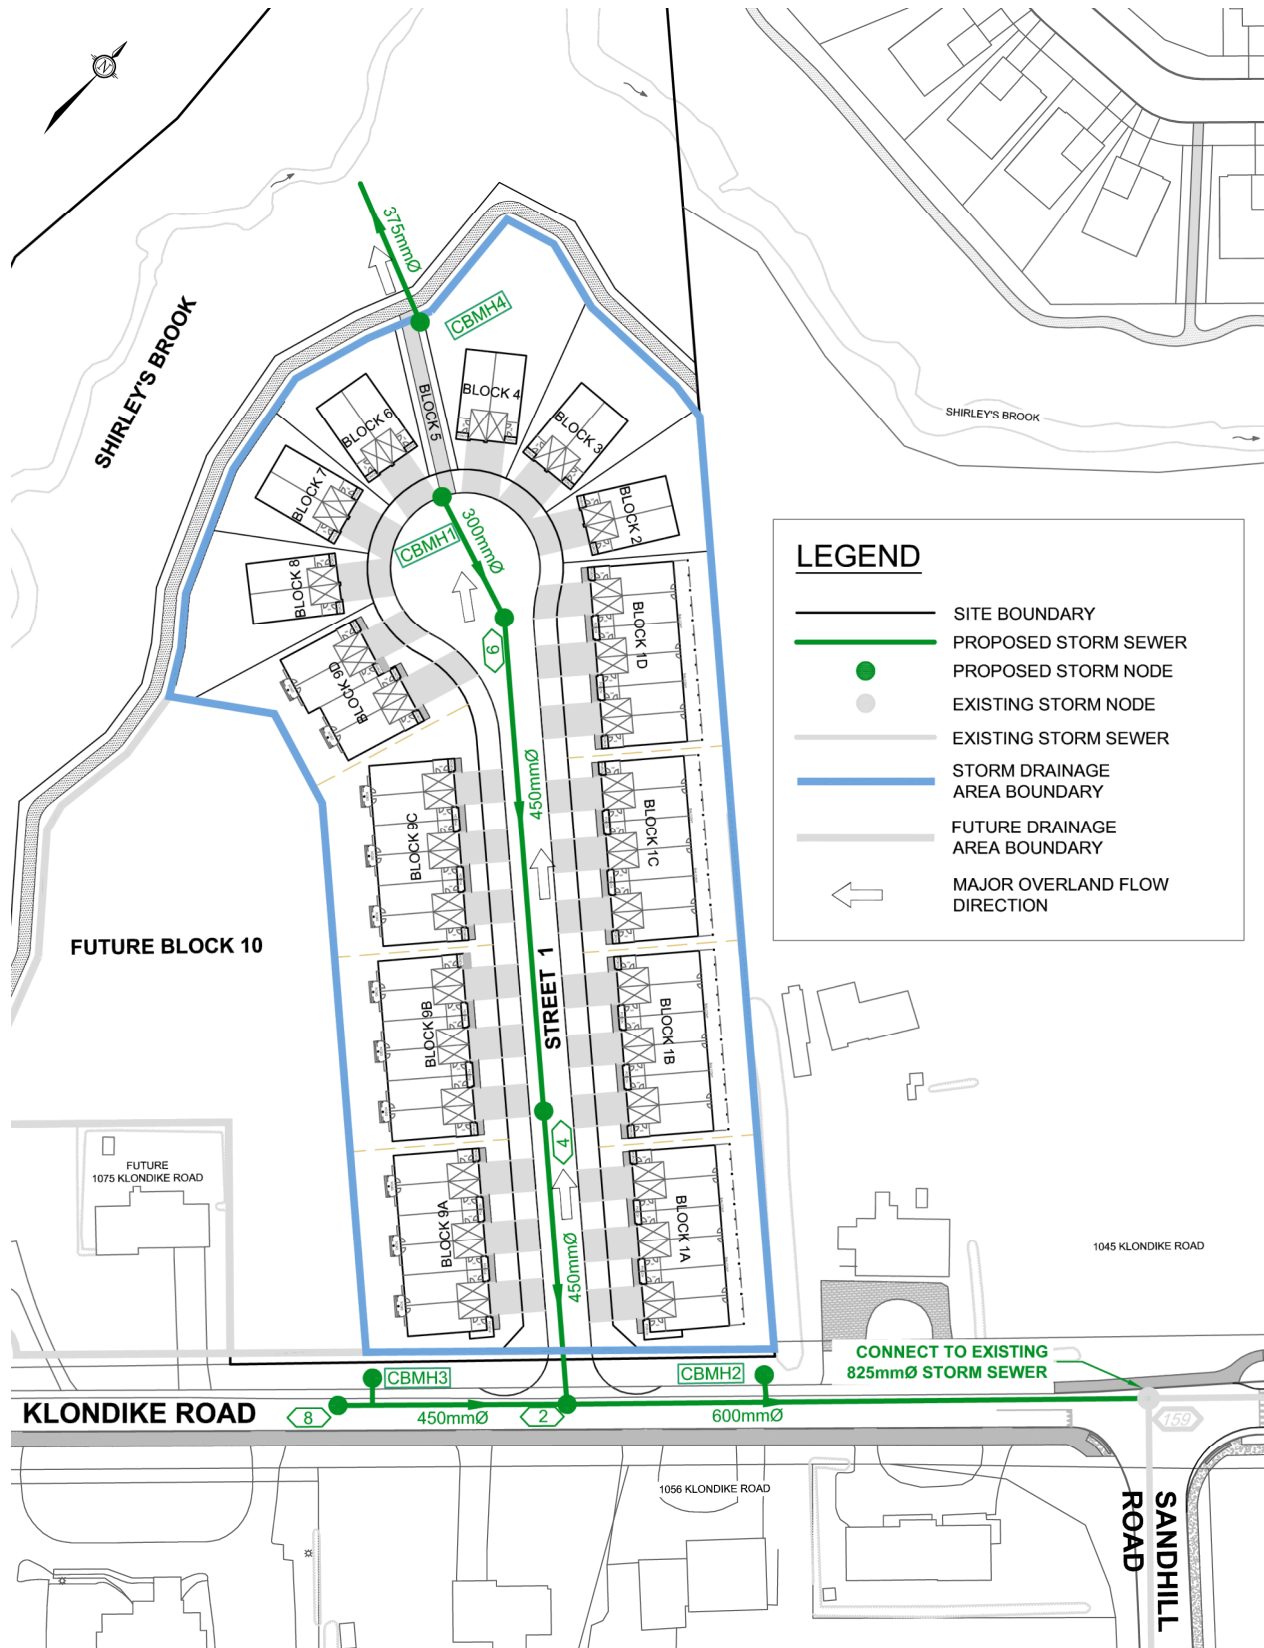 N
375mmØ
CBMH4
SHIRLEY'S BROOK
BLOCK 4
BLOCK 5
BLOCK 6
BLOCK 3
SHIRLEY'S BROOK
BLOCK 7
BLOCK 2
300mmØ
CBMH1
BLOCK 8
LEGEND
SITE BOUNDARY
PROPOSED STORM SEWER
PROPOSED STORM NODE
EXISTING STORM NODE
EXISTING STORM SEWER
STORM DRAINAGE
AREA BOUNDARY
FUTURE DRAINAGE
AREA BOUNDARY
MAJOR OVERLAND FLOW
DIRECTION
6
BLOCK 1D
BLOCK 9D
450mmØ
BLOCK 9C
BLOCK 1C
FUTURE BLOCK 10
STREET 1
BLOCK 9B
BLOCK 1B
4
FUTURE
1075 KLONDIKE ROAD
BLOCK 9A
BLOCK 1A
450mmØ
1045 KLONDIKE ROAD
CONNECT TO EXISTING
825mmØ STORM SEWER
CBMH3
CBMH2
KLONDIKE ROAD
8
450mmØ
2
600mmØ
159
1056 KLONDIKE ROAD
SANDHILL
ROAD